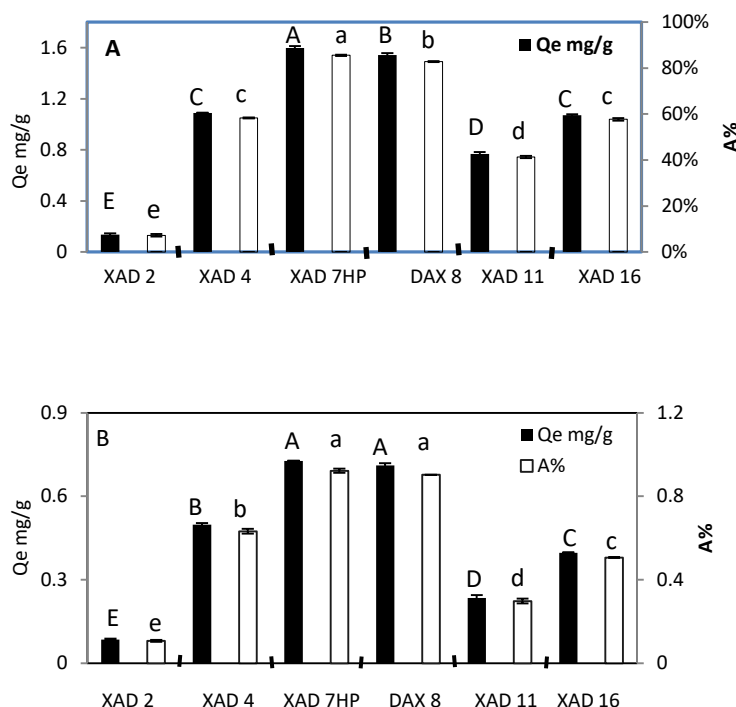 A
1.6
1.2
0.8
0.4
0
Qe mg/g
E e C c A a B b D d C c
Qe mg/g
100%
80%
60%
40%
20%
0%
A%
XAD 2 XAD 4 XAD 7HP DAX 8 XAD 11 XAD 16
B
0.9
0.6
0.3
0
Qe mg/g
E e B b A a A a D d C c
Qe mg/g
A%
1.2
0.8
0.4
0
A%
XAD 2 XAD 4 XAD 7HP DAX 8 XAD 11 XAD 16